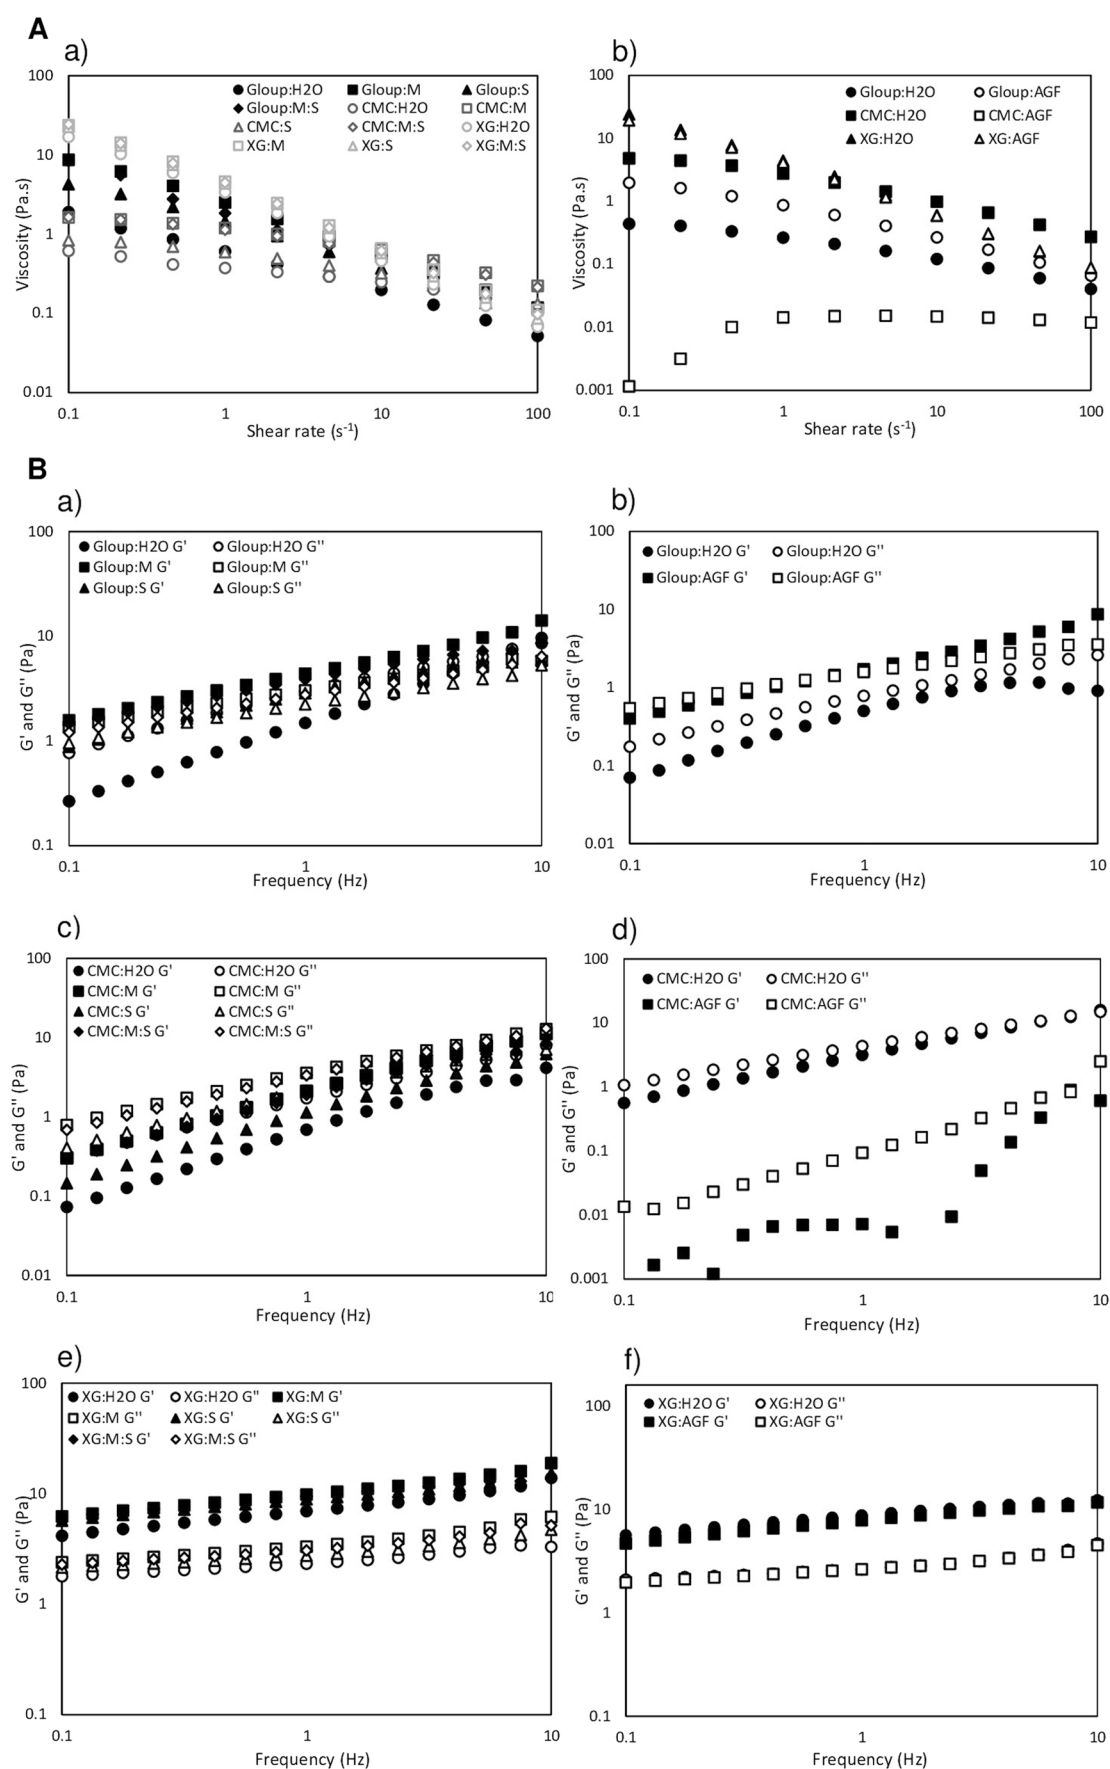 A
a)
b)
100
10
1
0.1
0.01
Viscosity (Pa.s)
Gloup:H2O Gloup:M Gloup:S
Gloup:M:S CMC:H2O CMC:M
CMC:S CMC:M:S XG:H2O
XG:M XG:S XG:M:S
0.1 1 10 100
Shear rate (s-1)
100
10
1
0.1
0.01
0.001
Viscosity (Pa.s)
Gloup:H2O Gloup:AGF
CMC:H2O CMC:AGF
XG:H2O XG:AGF
0.1 1 10 100
Shear rate (s-1)
B
a)
b)
100
10
1
0.1
G' and G'' (Pa)
Gloup:H2O G' Gloup:H2O G''
Gloup:M G' Gloup:M G''
Gloup:S G' Gloup:S G''
0.1 1 10
Frequency (Hz)
100
10
1
0.1
0.01
G' and G'' (Pa)
Gloup:H2O G' Gloup:H2O G''
Gloup:AGF G' Gloup:AGF G''
0.1 1 10
Frequency (Hz)
c)
d)
100
10
1
0.1
0.01
G' and G'' (Pa)
CMC:H2O G' CMC:H2O G''
CMC:M G' CMC:M G''
CMC:S G' CMC:S G''
CMC:M:S G' CMC:M:S G''
0.1 1 10
Frequency (Hz)
100
10
1
0.1
0.01
0.001
G' and G'' (Pa)
CMC:H2O G' CMC:H2O G''
CMC:AGF G' CMC:AGF G''
0.1 1 10
Frequency (Hz)
e)
f)
100
10
1
0.1
G' and G'' (Pa)
XG:H2O G' XG:H2O G'' XG:M G'
XG:M G'' XG:S G' XG:S G''
XG:M:S G' XG:M:S G''
0.1 1 10
Frequency (Hz)
100
10
1
0.1
G' and G'' (Pa)
XG:H2O G' XG:H2O G''
XG:AGF G' XG:AGF G''
0.1 1 10
Frequency (Hz)